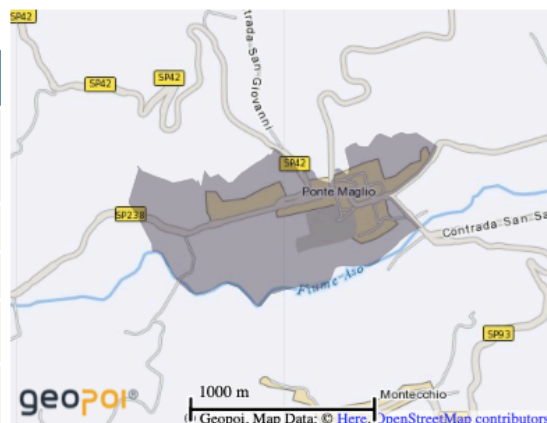 SP42
SP42
SP42
Contrada San Giovanni
SP42
Ponte Maglio
SP238
Contrada San Sa
Fiume Aso
SP93
geopoi®
1000 m
Montecchio
Geopoi, Map Data: © Here, OpenStreetMap contributors